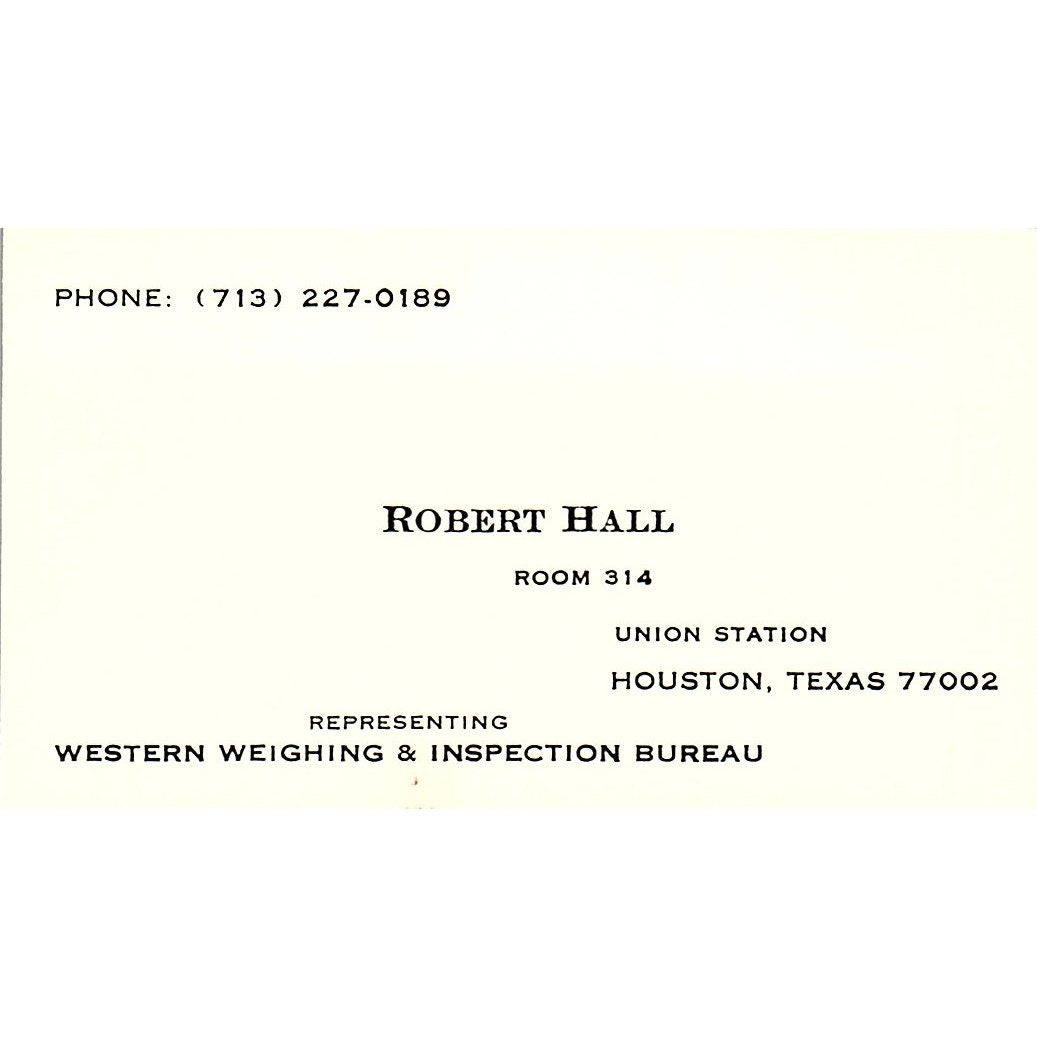 PHONE: (713) 227-0189
ROBERT HALL
ROOM 314
UNION STATION
HOUSTON, TEXAS 77002
REPRESENTING
WESTERN WEIGHING & INSPECTION BUREAU